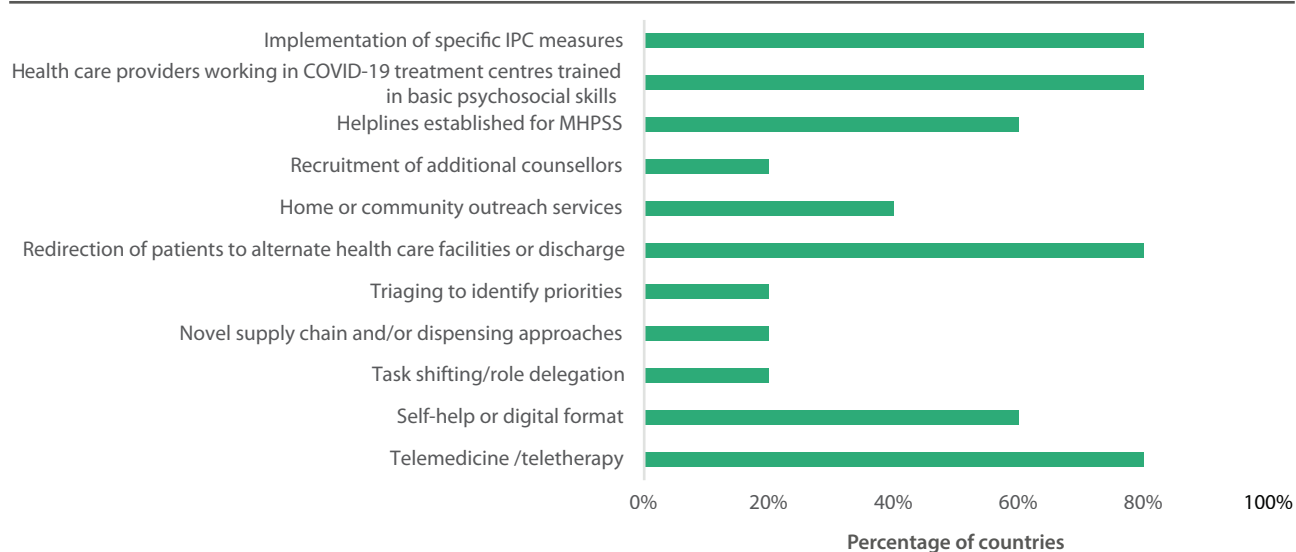 Implementation of specific IPC measures
Health care providers working in COVID-19 treatment centres trained
in basic psychosocial skills
Helplines established for MHPSS
Recruitment of additional counsellors
Home or community outreach services
Redirection of patients to alternate health care facilities or discharge
Triaging to identify priorities
Novel supply chain and/or dispensing approaches
Task shifting/role delegation
Self-help or digital format
Telemedicine /teletherapy
0% 20% 40% 60% 80% 100%
Percentage of countries